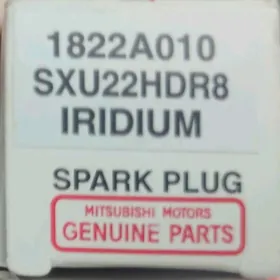 1822A010
SXU22HDR8
IRIDIUM
SPARK PLUG
MITSUBISHI MOTORS
GENUINE PARTS